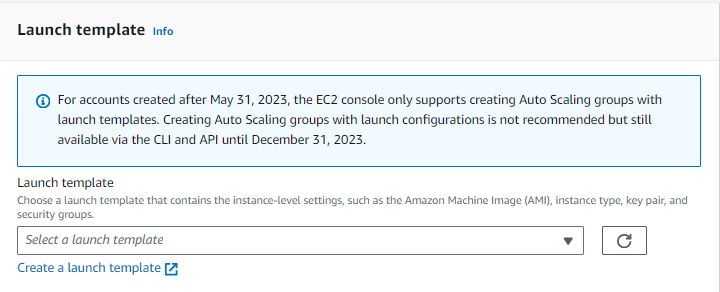 Launch template Info
For accounts created after May 31, 2023, the EC2 console only supports creating Auto Scaling groups with
launch templates. Creating Auto Scaling groups with launch configurations is not recommended but still
available via the CLI and API until December 31, 2023.
Launch template
Choose a launch template that contains the instance-level settings, such as the Amazon Machine Image (AMI), instance type, key pair, and
security groups.
Select a launch template
Create a launch template